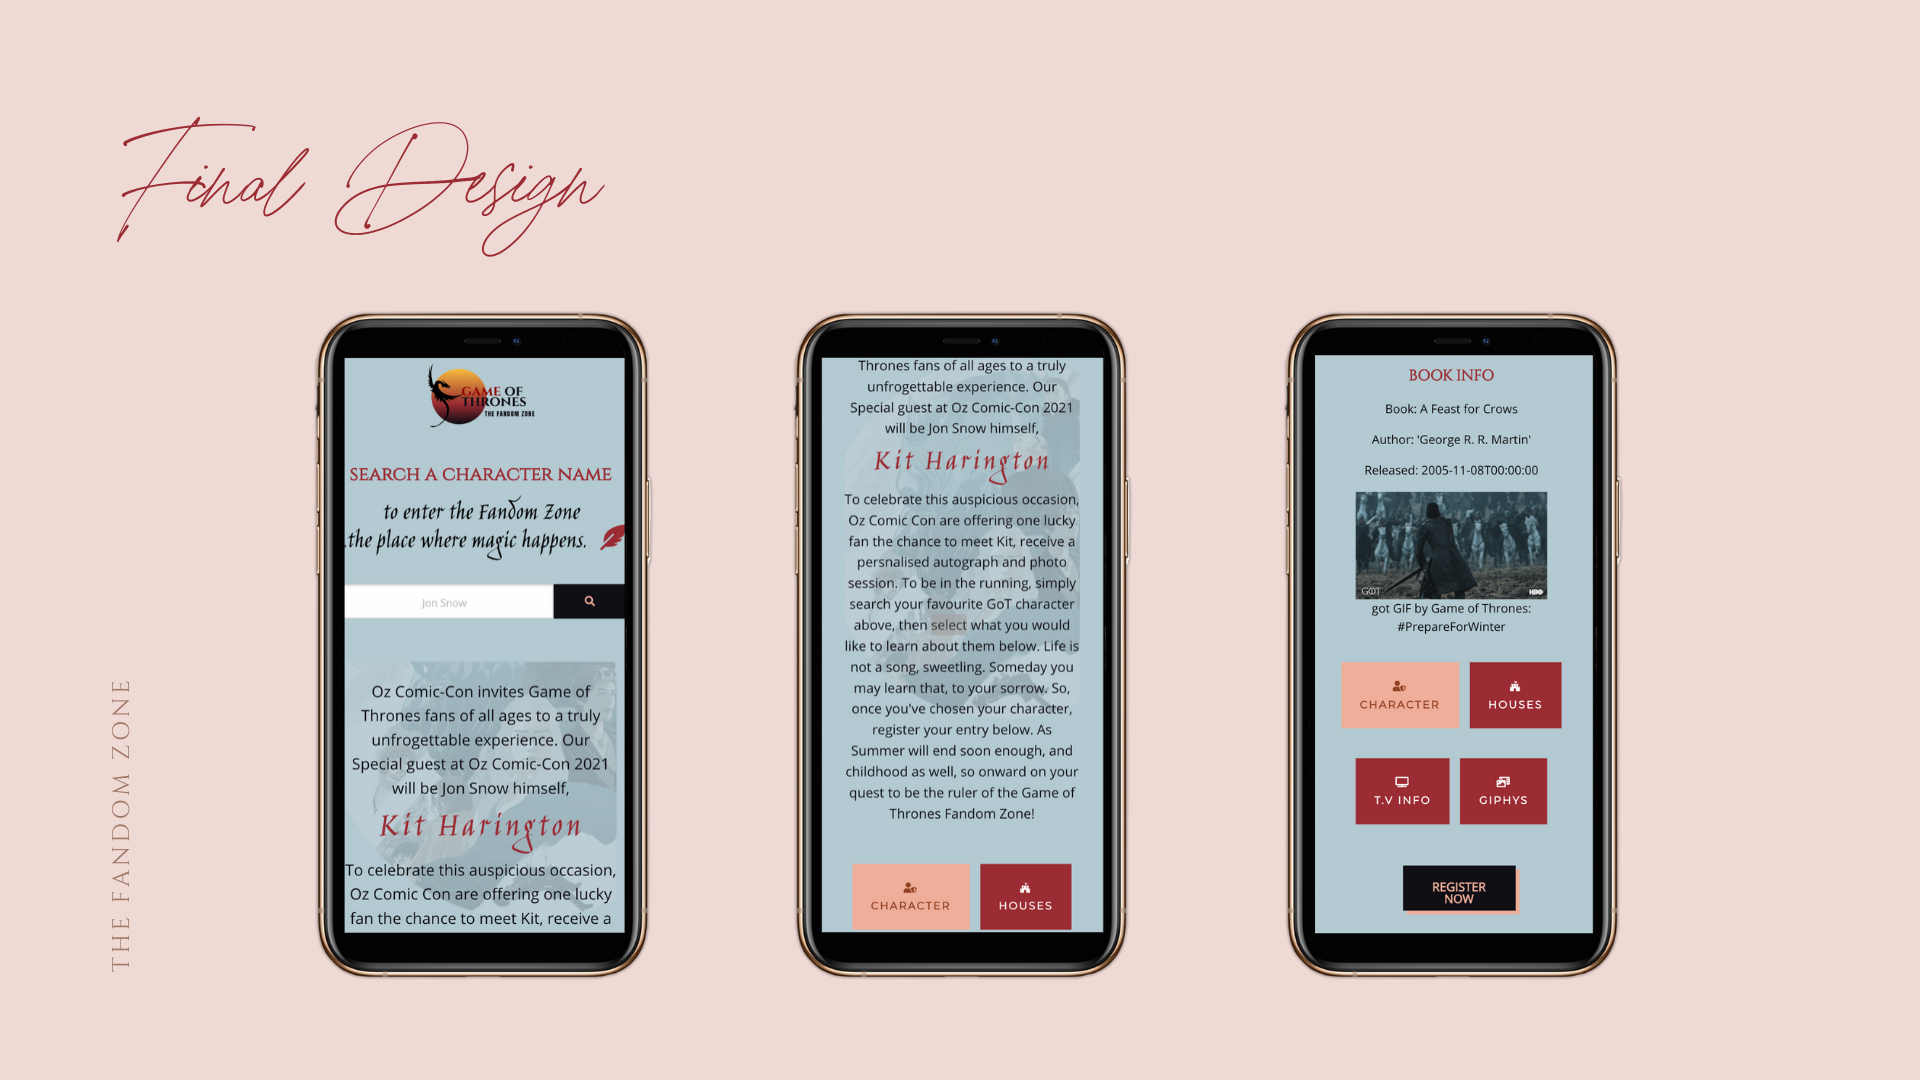 Final Design
THE FANDOM ZONE
GAME OF
THRONES
THE FANDOM ZONE
SEARCH A CHARACTER NAME
to enter the Fandom Zone
.the place where magic happens.
Jon Snow
Oz Comic-Con invites Game of
Thrones fans of all ages to a truly
unfrogettable experience. Our
Special guest at Oz Comic-Con 2021
will be Jon Snow himself,
Kit Harington
To celebrate this auspicious occasion,
Oz Comic Con are offering one lucky
fan the chance to meet Kit, receive a
Thrones fans of all ages to a truly
unfrogettable experience. Our
Special guest at Oz Comic-Con 2021
will be Jon Snow himself,
Kit Harington
To celebrate this auspicious occasion,
Oz Comic Con are offering one lucky
fan the chance to meet Kit, receive a
persnalised autograph and photo
session. To be in the running, simply
search your favourite GoT character
above, then select what you would
like to learn about them below. Life is
not a song, sweetling. Someday you
may learn that, to your sorrow. So,
once you've chosen your character,
register your entry below. As
Summer will end soon enough, and
childhood as well, so onward on your
quest to be the ruler of the Game of
Thrones Fandom Zone!
CHARACTER
HOUSES
BOOK INFO
Book: A Feast for Crows
Author: 'George R. R. Martin'
Released: 2005-11-08T00:00:00
GOT
HBO
got GIF by Game of Thrones:
#PrepareForWinter
CHARACTER
HOUSES
T.V INFO
GIPHYS
REGISTER
NOW